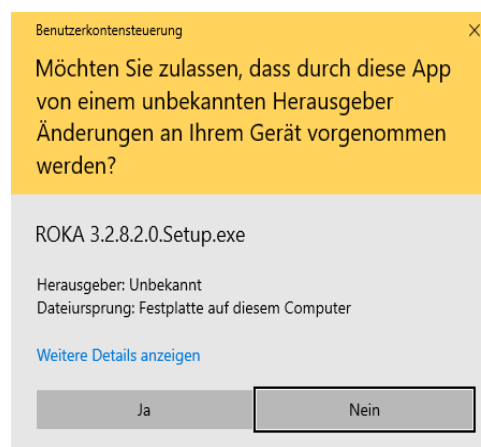 Benutzerkontensteuerung
Möchten Sie zulassen, dass durch diese App
von einem unbekannten Herausgeber
Änderungen an Ihrem Gerät vorgenommen
werden?
ROKA 3.2.8.2.0.Setup.exe
Herausgeber: Unbekannt
Dateiursprung: Festplatte auf diesem Computer
Weitere Details anzeigen
Ja
Nein